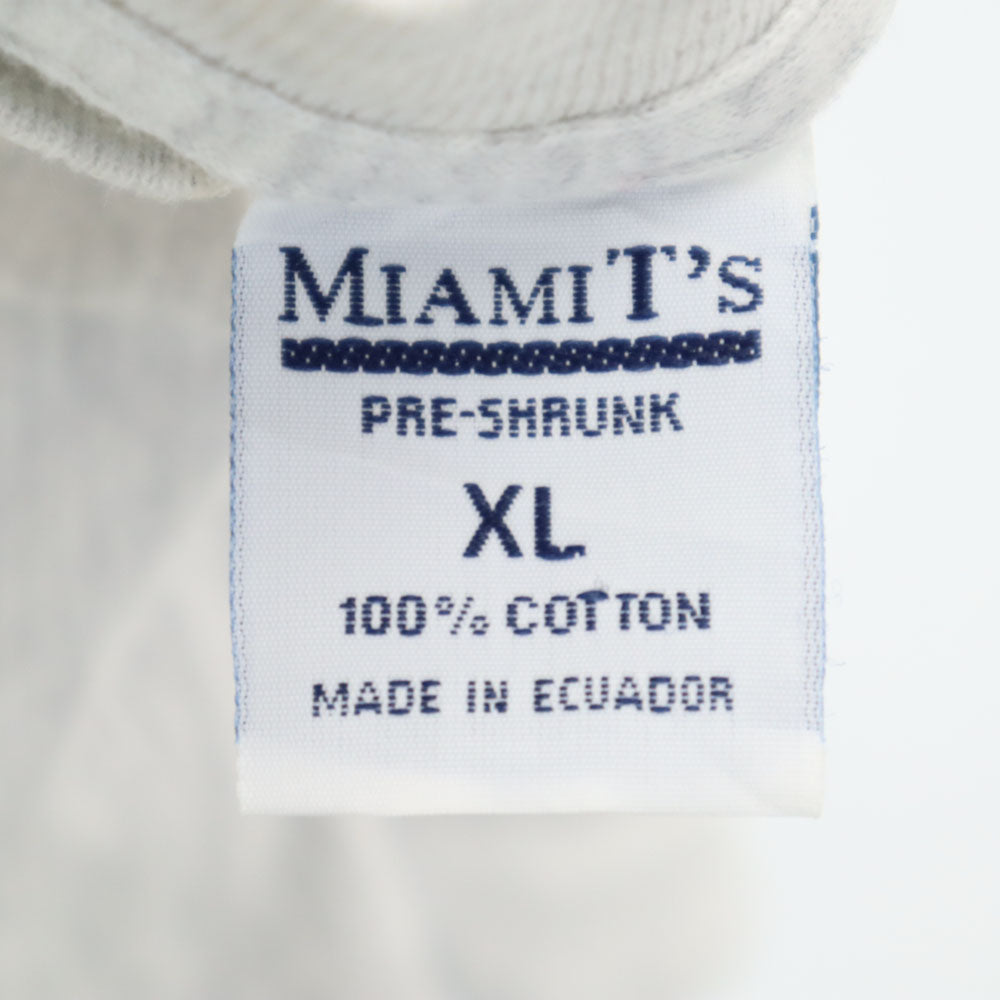 MIAMI T'S
PRE-SHRUNK
XL
100% COTTON
MADE IN ECUADOR